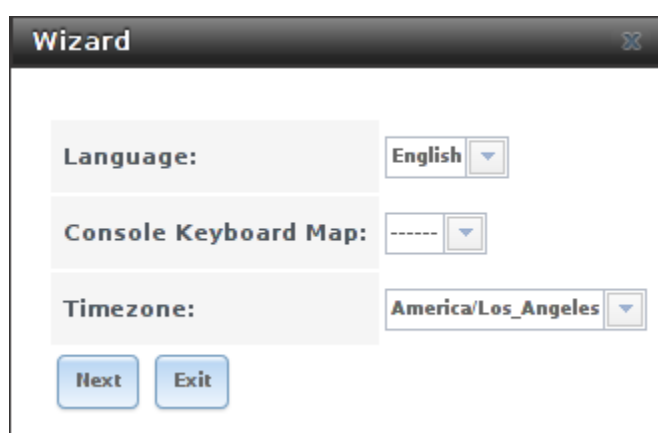 Wizard
Language: English
Console Keyboard Map: ------
Timezone: America/Los_Angeles
Next Exit